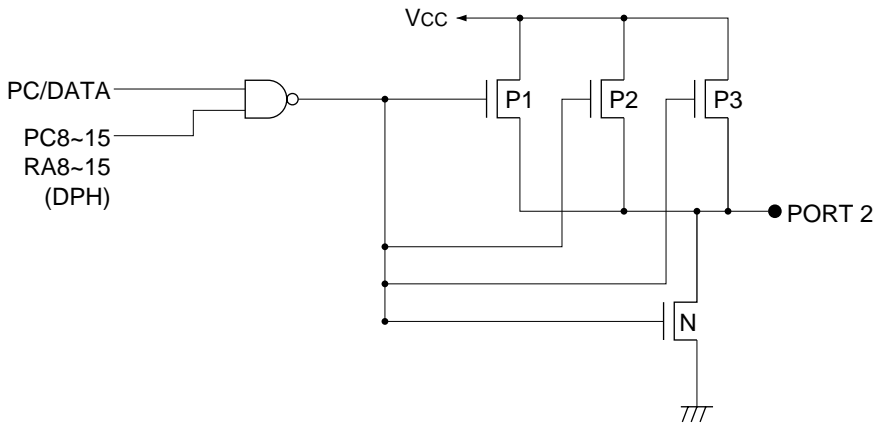 VCC
PC/DATA
P1
P2
P3
PC8~15
RA8~15
(DPH)
PORT 2
N